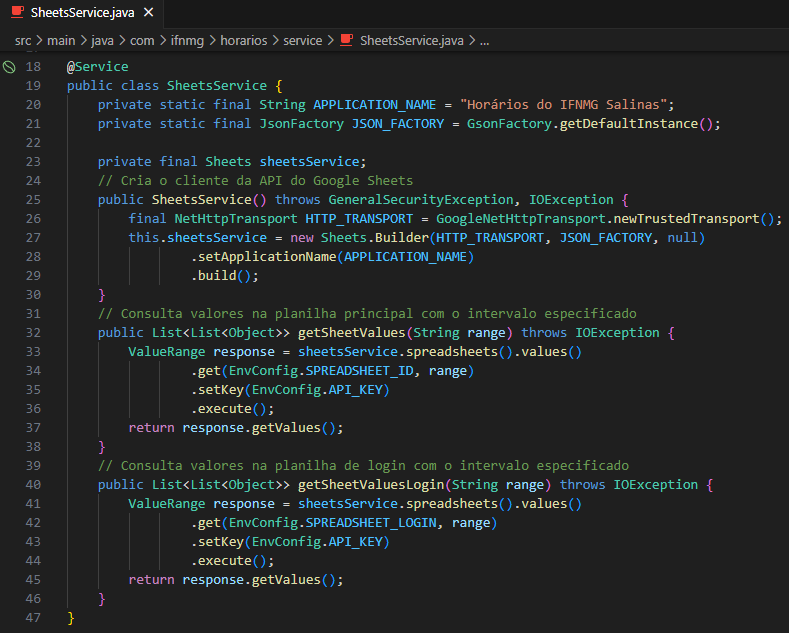 SheetsService.java
src > main > java > com > ifnmg > horarios > service > SheetsService.java > ...
18 @Service
19 public class SheetsService {
20     private static final String APPLICATION_NAME = "Horários do IFNMG Salinas";
21     private static final JsonFactory JSON_FACTORY = GsonFactory.getDefaultInstance();
22
23     private final Sheets sheetsService;
24     // Cria o cliente da API do Google Sheets
25     public SheetsService() throws GeneralSecurityException, IOException {
26         final NetHttpTransport HTTP_TRANSPORT = GoogleNetHttpTransport.newTrustedTransport();
27         this.sheetsService = new Sheets.Builder(HTTP_TRANSPORT, JSON_FACTORY, null)
28                 .setApplicationName(APPLICATION_NAME)
29                 .build();
30     }
31     // Consulta valores na planilha principal com o intervalo especificado
32     public List<List<Object>> getSheetValues(String range) throws IOException {
33         ValueRange response = sheetsService.spreadsheets().values()
34                 .get(EnvConfig.SPREADSHEET_ID, range)
35                 .setKey(EnvConfig.API_KEY)
36                 .execute();
37         return response.getValues();
38     }
39     // Consulta valores na planilha de login com o intervalo especificado
40     public List<List<Object>> getSheetValuesLogin(String range) throws IOException {
41         ValueRange response = sheetsService.spreadsheets().values()
42                 .get(EnvConfig.SPREADSHEET_LOGIN, range)
43                 .setKey(EnvConfig.API_KEY)
44                 .execute();
45         return response.getValues();
46     }
47 }